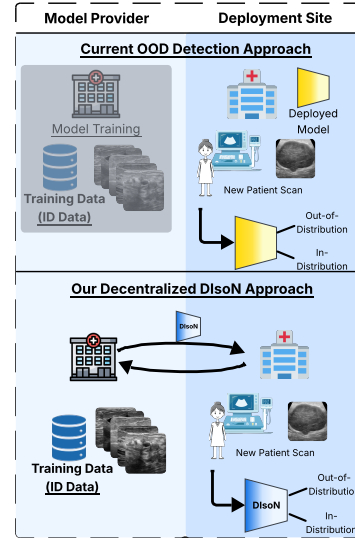 Model Provider
Deployment Site
Current OOD Detection Approach
Model Training
Training Data
(ID Data)
Deployed
Model
New Patient Scan
Out-of-
Distribution
In-
Distribution
Our Decentralized DIsoN Approach
DIsoN
Training Data
(ID Data)
New Patient Scan
DIsoN
Out-of-
Distributio
In-
Distribution